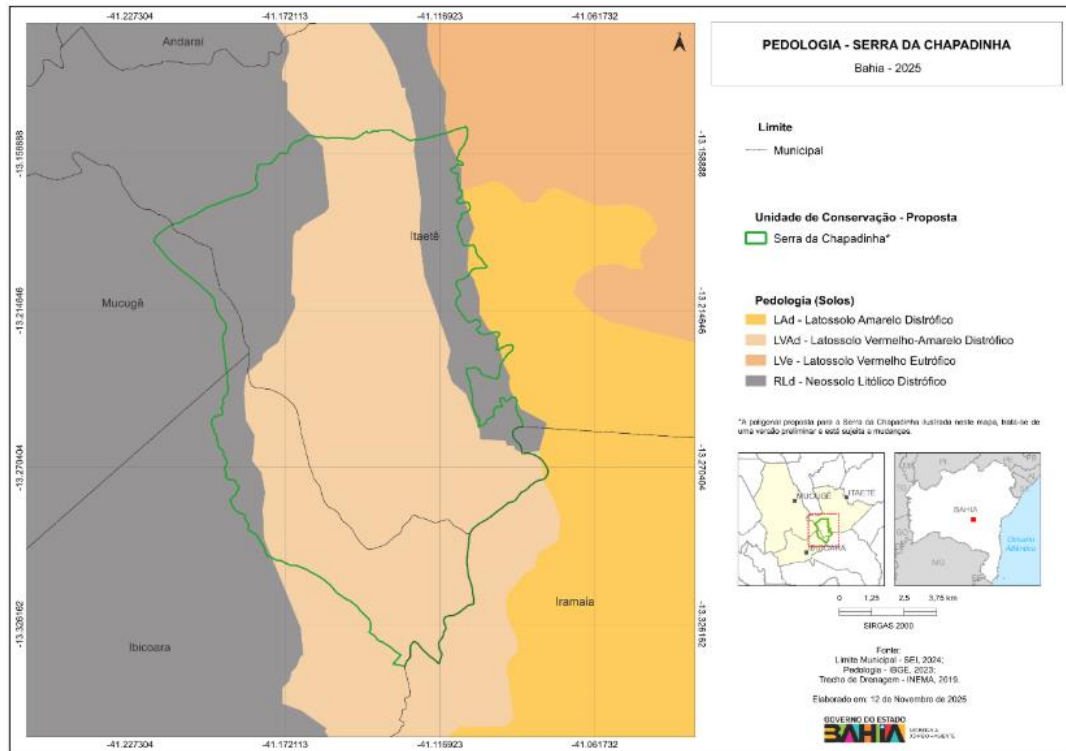 -41.227304
-41.172113
-41.116923
-41.061732
Andaraí
Itaetê
Mucugê
Iramaia
Ibicoara
-13.158888
-13.214646
-13.270404
-13.326162
-13.158888
-13.214646
-13.270404
-13.326162
-41.227304
-41.172113
-41.116923
-41.061732
PEDOLOGIA - SERRA DA CHAPADINHA
Bahia - 2025
Limite
Municipal
Unidade de Conservação - Proposta
Serra da Chapadinha*
Pedologia (Solos)
LAd - Latossolo Amarelo Distrófico
LVAd - Latossolo Vermelho-Amarelo Distrófico
LVe - Latossolo Vermelho Eutrófico
RLd - Neossolo Litólico Distrófico
*A poligonal proposta para a Serra da Chapadinha ilustrada neste mapa, trata-se de
uma versão preliminar e está sujeita a mudanças.
MUCUGÊ
ITAETÊ
IBICOARA
PI
PE
BAHIA
MG
Oceano
Atlântico
0 1,25 2,5 3,75 km
SIRGAS 2000
Fonte:
Limite Municipal - SEI, 2024;
Pedologia - IBGE, 2023;
Trecho de Drenagem - INEMA, 2019.
Elaborado em: 12 de Novembro de 2025
GOVERNO DO ESTADO
BAHIA